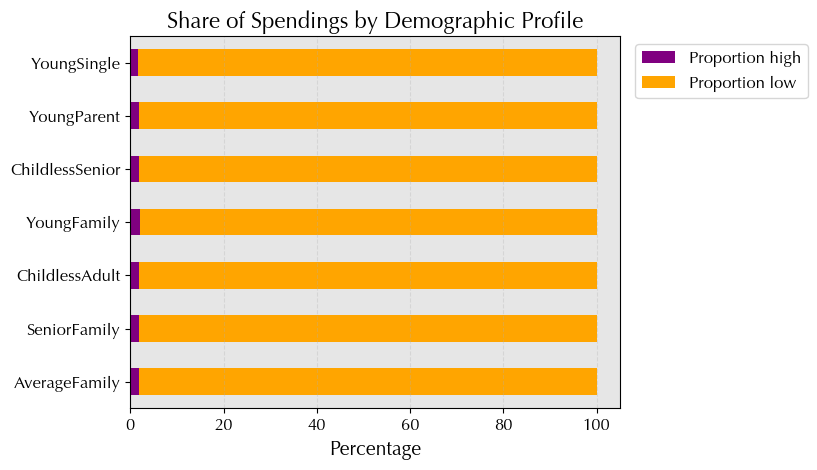 Share of Spendings by Demographic Profile
YoungSingle
YoungParent
ChildlessSenior
YoungFamily
ChildlessAdult
SeniorFamily
AverageFamily
0 20 40 60 80 100
Percentage
Proportion high
Proportion low